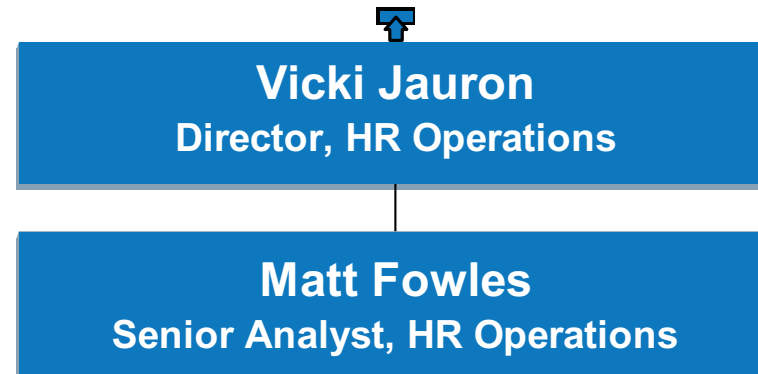 Vicki Jauron
Director, HR Operations
Matt Fowles
Senior Analyst, HR Operations